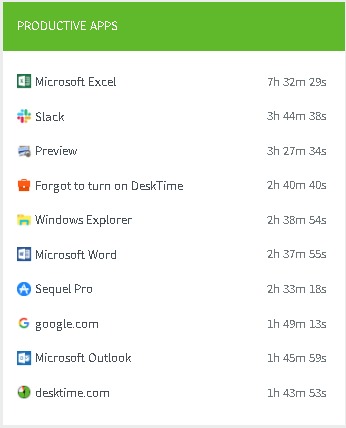 PRODUCTIVE APPS
Microsoft Excel 7h 32m 29s
Slack 3h 44m 38s
Preview 3h 27m 34s
Forgot to turn on DeskTime 2h 40m 40s
Windows Explorer 2h 38m 54s
Microsoft Word 2h 37m 55s
Sequel Pro 2h 33m 18s
google.com 1h 49m 13s
Microsoft Outlook 1h 45m 59s
desktime.com 1h 43m 53s